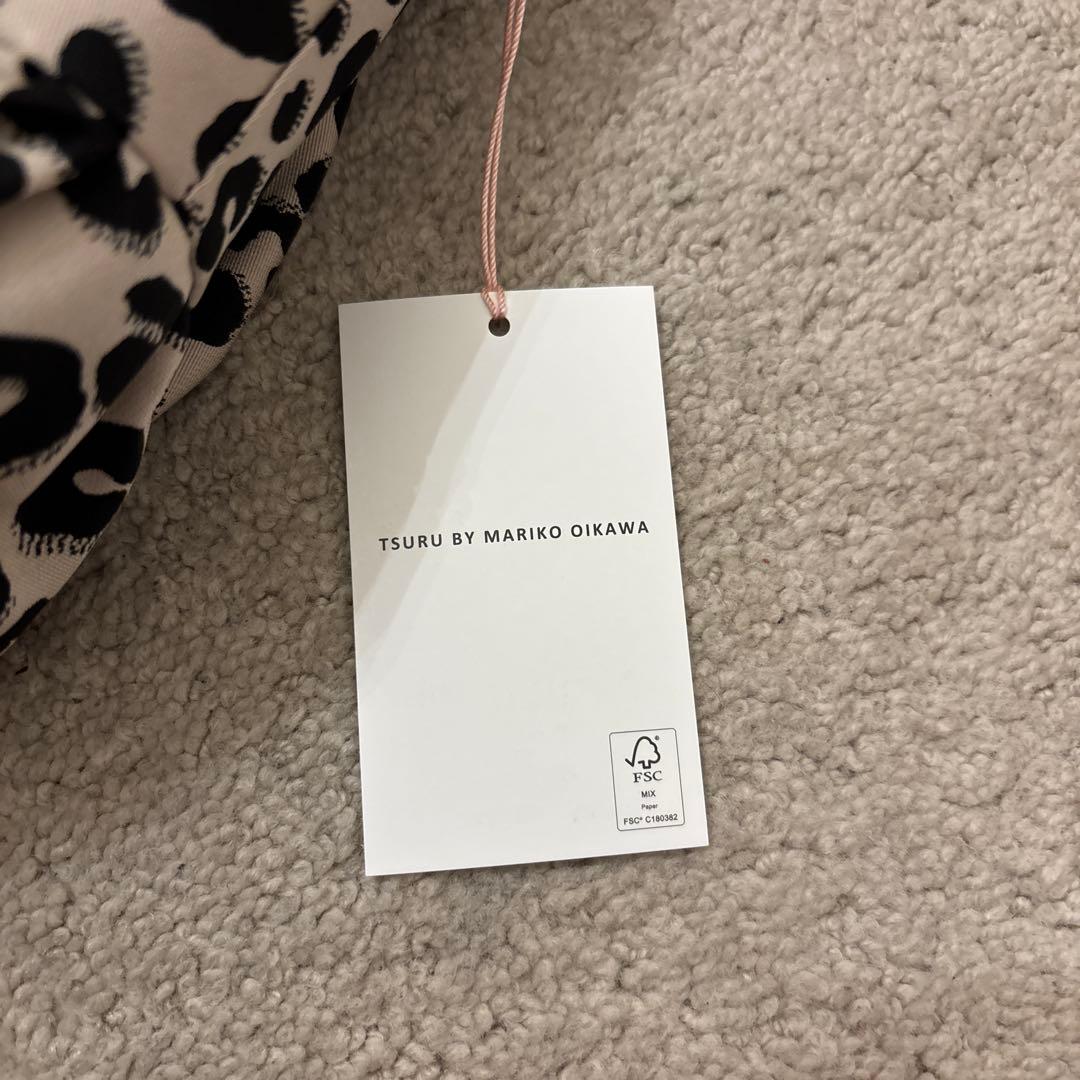 TSURU BY MARIKO OIKAWA
FSC
MIX
Paper
FSC® C180382